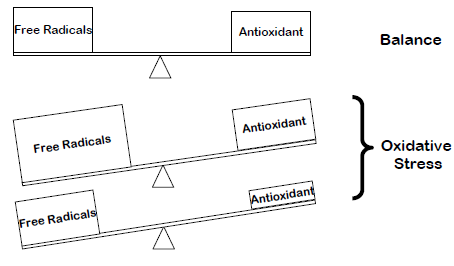 Free Radicals
Antioxidant
Balance
Free Radicals
Antioxidant
Oxidative
Stress
Free Radicals
Antioxidant